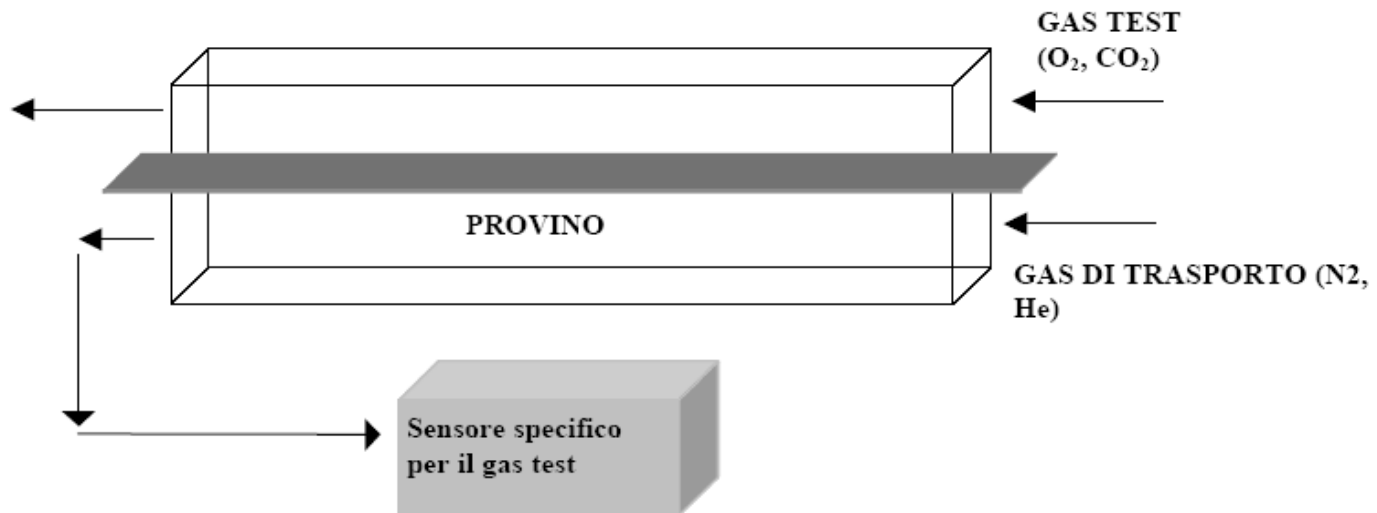 GAS TEST
(O₂, CO₂)
PROVINO
GAS DI TRASPORTO (N2,
He)
Sensore specifico
per il gas test